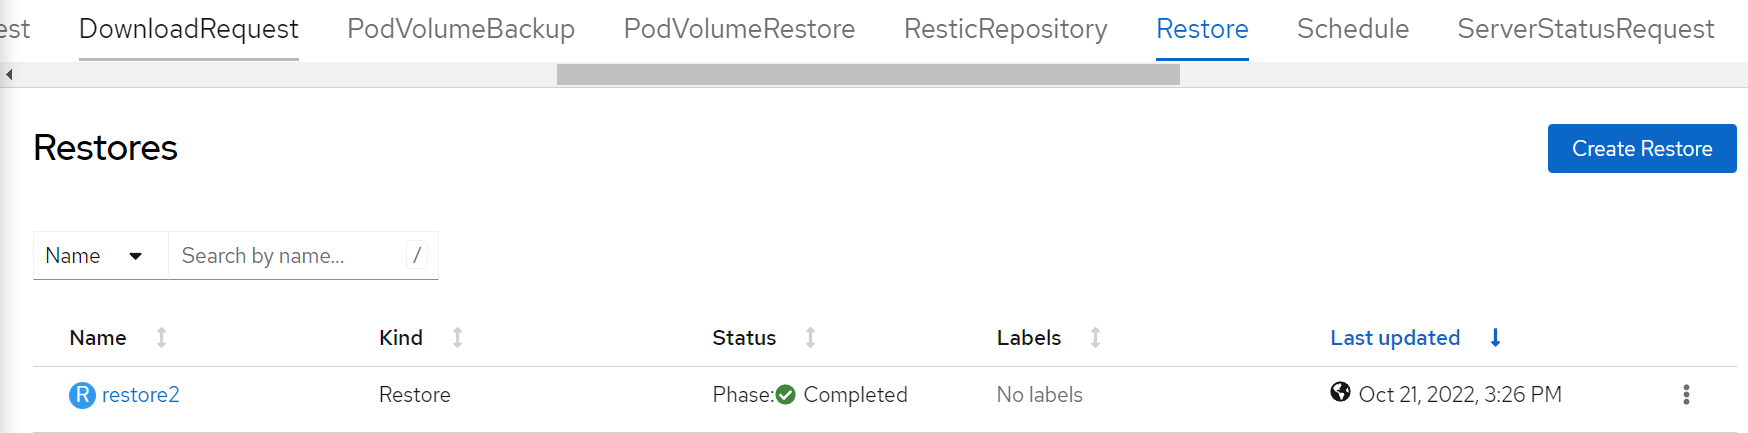 est DownloadRequest PodVolumeBackup PodVolumeRestore ResticRepository Restore Schedule ServerStatusRequest
Restores
Create Restore
Name Search by name... /
Name Kind Status Labels Last updated
R restore2 Restore Phase: Completed No labels Oct 21, 2022, 3:26 PM